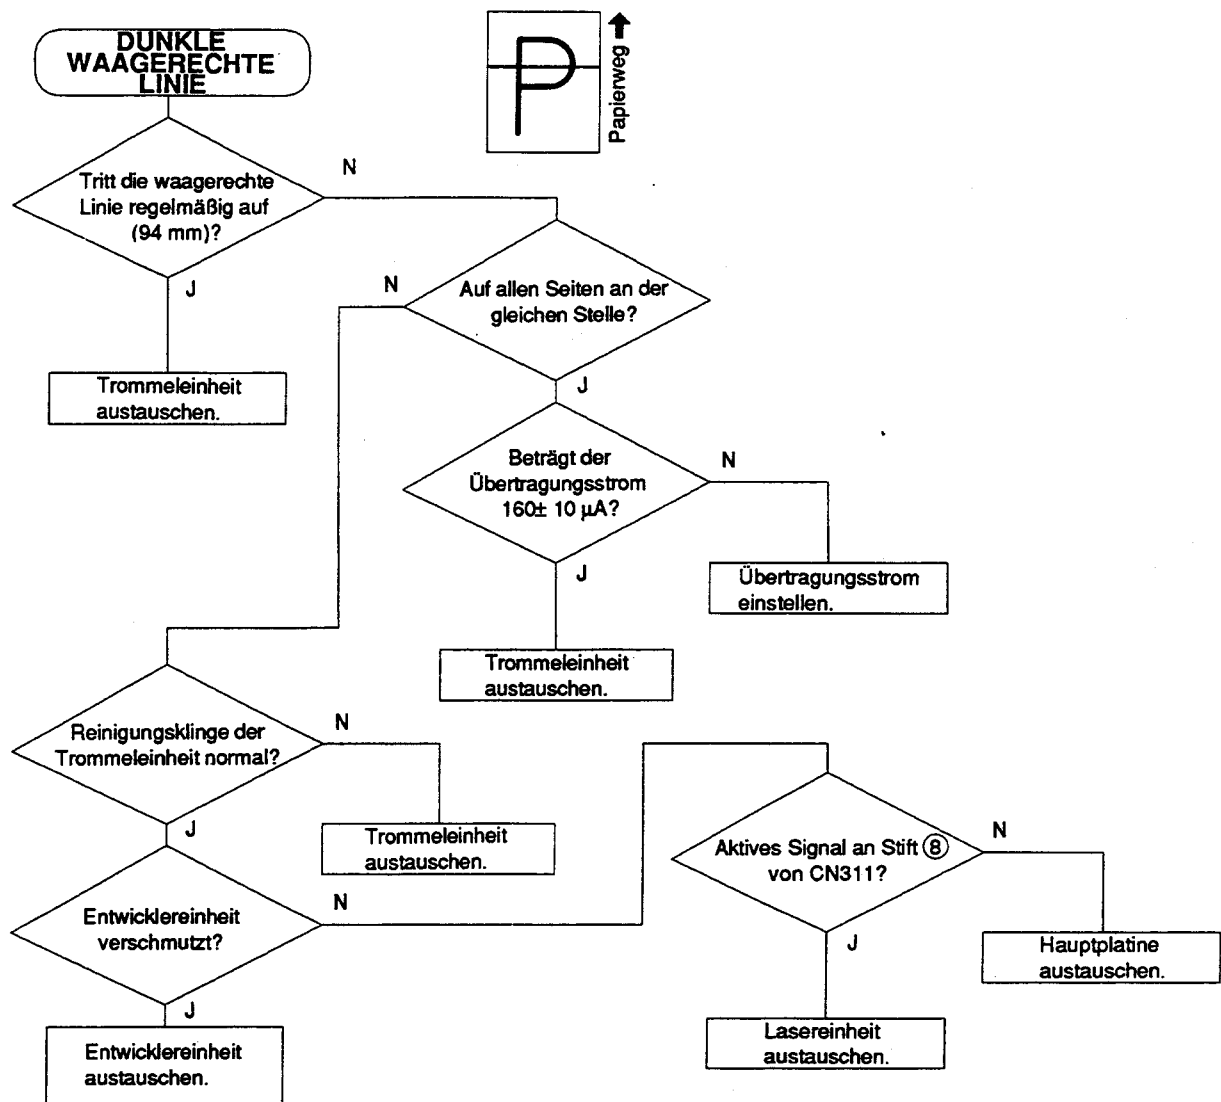 DUNKLE
WAAGERECHTE
LINIE
P
Papierweg
Tritt die waagerechte
Linie regelmäßig auf
(94 mm)?
N
J
Trommeleinheit
austauschen.
Auf allen Seiten an der
gleichen Stelle?
N
J
Beträgt der
Übertragungsstrom
160± 10 µA?
N
J
Übertragungsstrom
einstellen.
Trommeleinheit
austauschen.
Reinigungsklinge der
Trommeleinheit normal?
N
J
Trommeleinheit
austauschen.
Entwicklereinheit
verschmutzt?
N
J
Entwicklereinheit
austauschen.
Aktives Signal an Stift ⑧
von CN311?
N
J
Hauptplatine
austauschen.
Lasereinheit
austauschen.